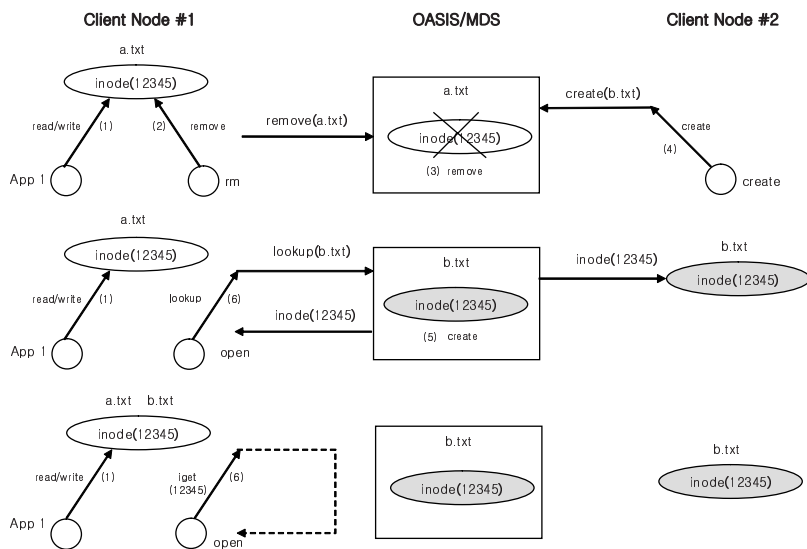 Client Node #1
OASIS/MDS
Client Node #2
a.txt
inode(12345)
read/write
(1)
(2)
remove
App 1
rm
remove(a.txt)
a.txt
inode(12345)
(3) remove
create(b.txt)
create
(4)
create
a.txt
inode(12345)
read/write
(1)
lookup
(6)
App 1
open
lookup(b.txt)
inode(12345)
b.txt
inode(12345)
(5) create
inode(12345)
b.txt
inode(12345)
a.txt b.txt
inode(12345)
read/write
(1)
iget
(12345)
(6)
App 1
open
b.txt
inode(12345)
b.txt
inode(12345)